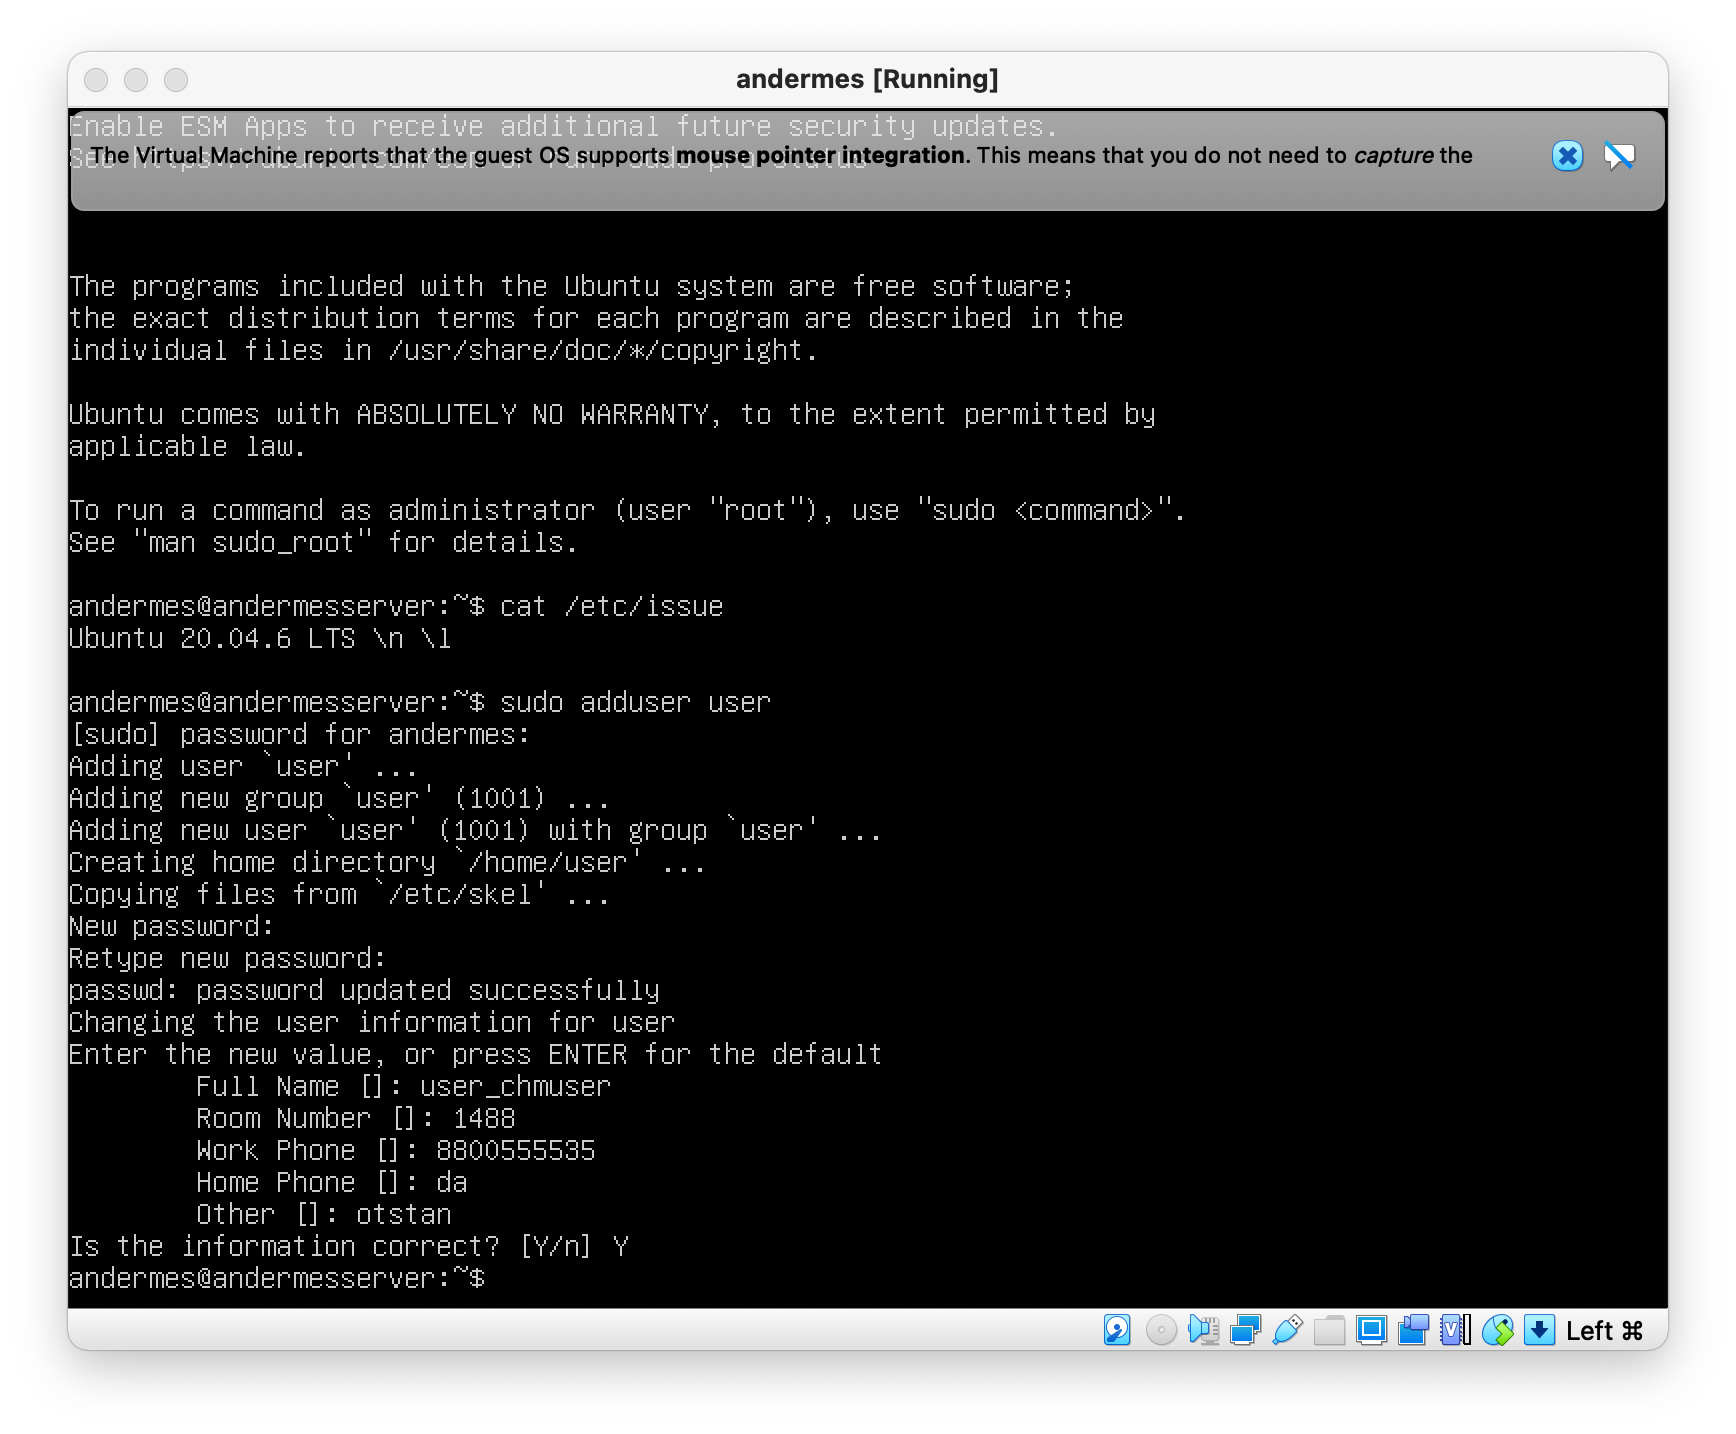 andermes [Running]
Enable ESM Apps to receive additional future security updates.
The Virtual Machine reports that the guest OS supports mouse pointer integration. This means that you do not need to capture the
The programs included with the Ubuntu system are free software;
the exact distribution terms for each program are described in the
individual files in /usr/share/doc/*/copyright.
Ubuntu comes with ABSOLUTELY NO WARRANTY, to the extent permitted by
applicable law.
To run a command as administrator (user "root"), use "sudo <command>".
See "man sudo_root" for details.
andermes@andermesserver:~$ cat /etc/issue
Ubuntu 20.04.6 LTS \n \l
andermes@andermesserver:~$ sudo adduser user
[sudo] password for andermes:
Adding user `user' ...
Adding new group `user' (1001) ...
Adding new user `user' (1001) with group `user' ...
Creating home directory `/home/user' ...
Copying files from `/etc/skel' ...
New password:
Retype new password:
passwd: password updated successfully
Changing the user information for user
Enter the new value, or press ENTER for the default
Full Name []: user_chmuser
Room Number []: 1488
Work Phone []: 8800555535
Home Phone []: da
Other []: otstan
Is the information correct? [Y/n] Y
andermes@andermesserver:~$
Left ⌘